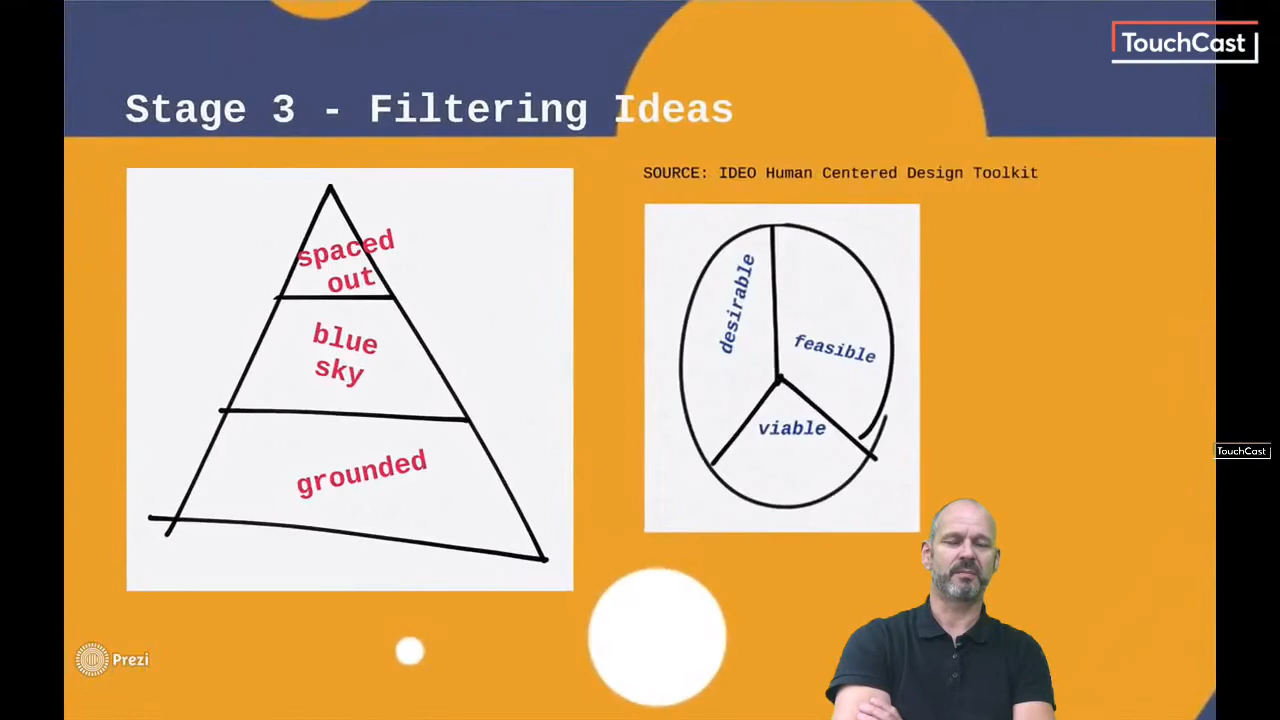 TouchCast
Stage 3 - Filtering Ideas
SOURCE: IDEO Human Centered Design Toolkit
spaced
out
blue
sky
grounded
desirable
feasible
viable
TouchCast
Prezi